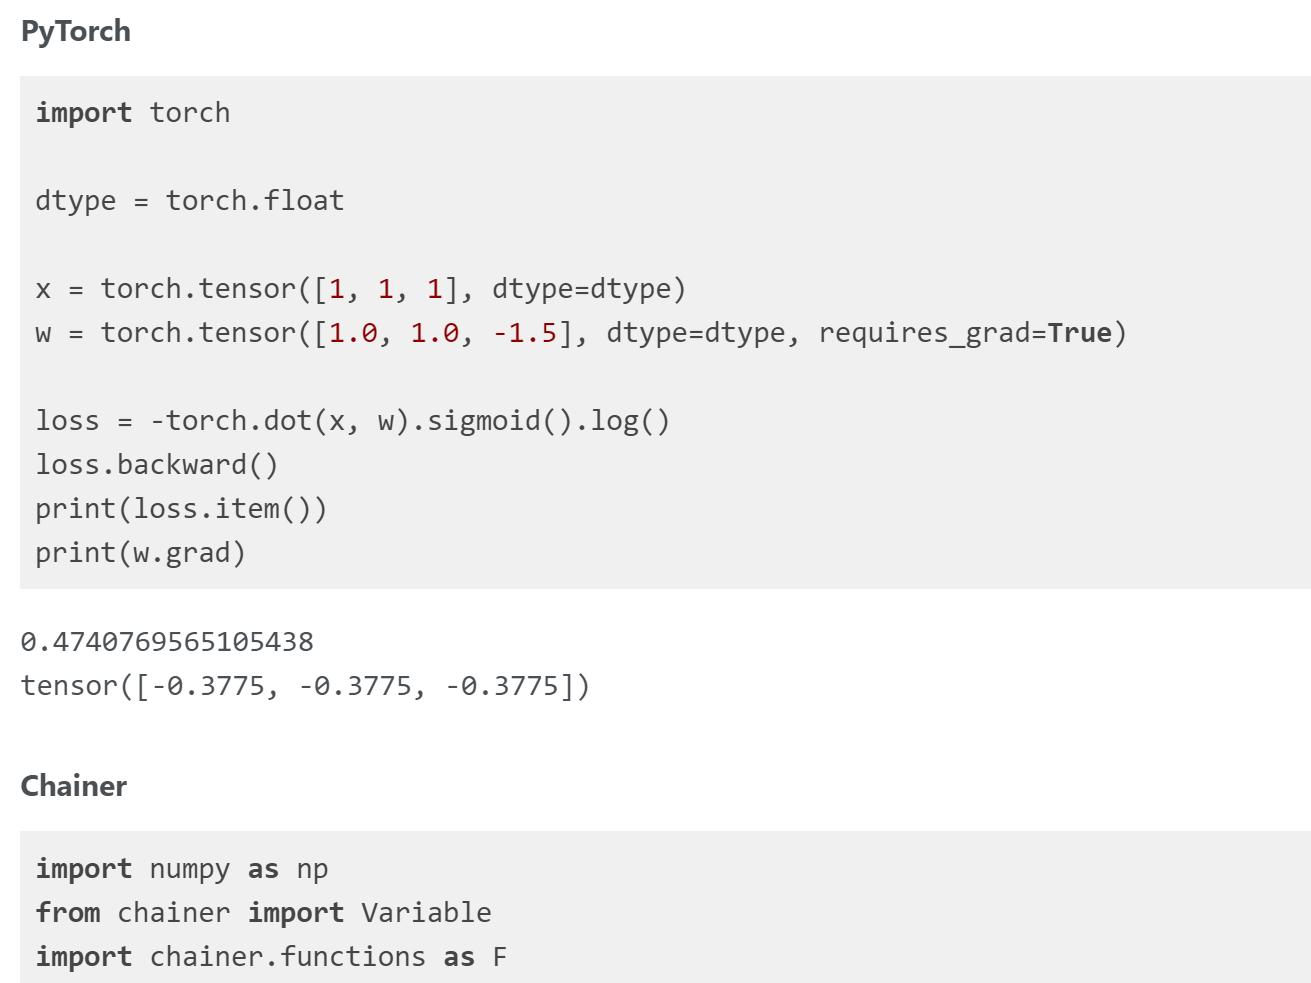 PyTorch
import torch
dtype = torch.float
x = torch.tensor([1, 1, 1], dtype=dtype)
w = torch.tensor([1.0, 1.0, -1.5], dtype=dtype, requires_grad=True)
loss = -torch.dot(x, w).sigmoid().log()
loss.backward()
print(loss.item())
print(w.grad)
0.4740769565105438
tensor([-0.3775, -0.3775, -0.3775])
Chainer
import numpy as np
from chainer import Variable
import chainer.functions as F